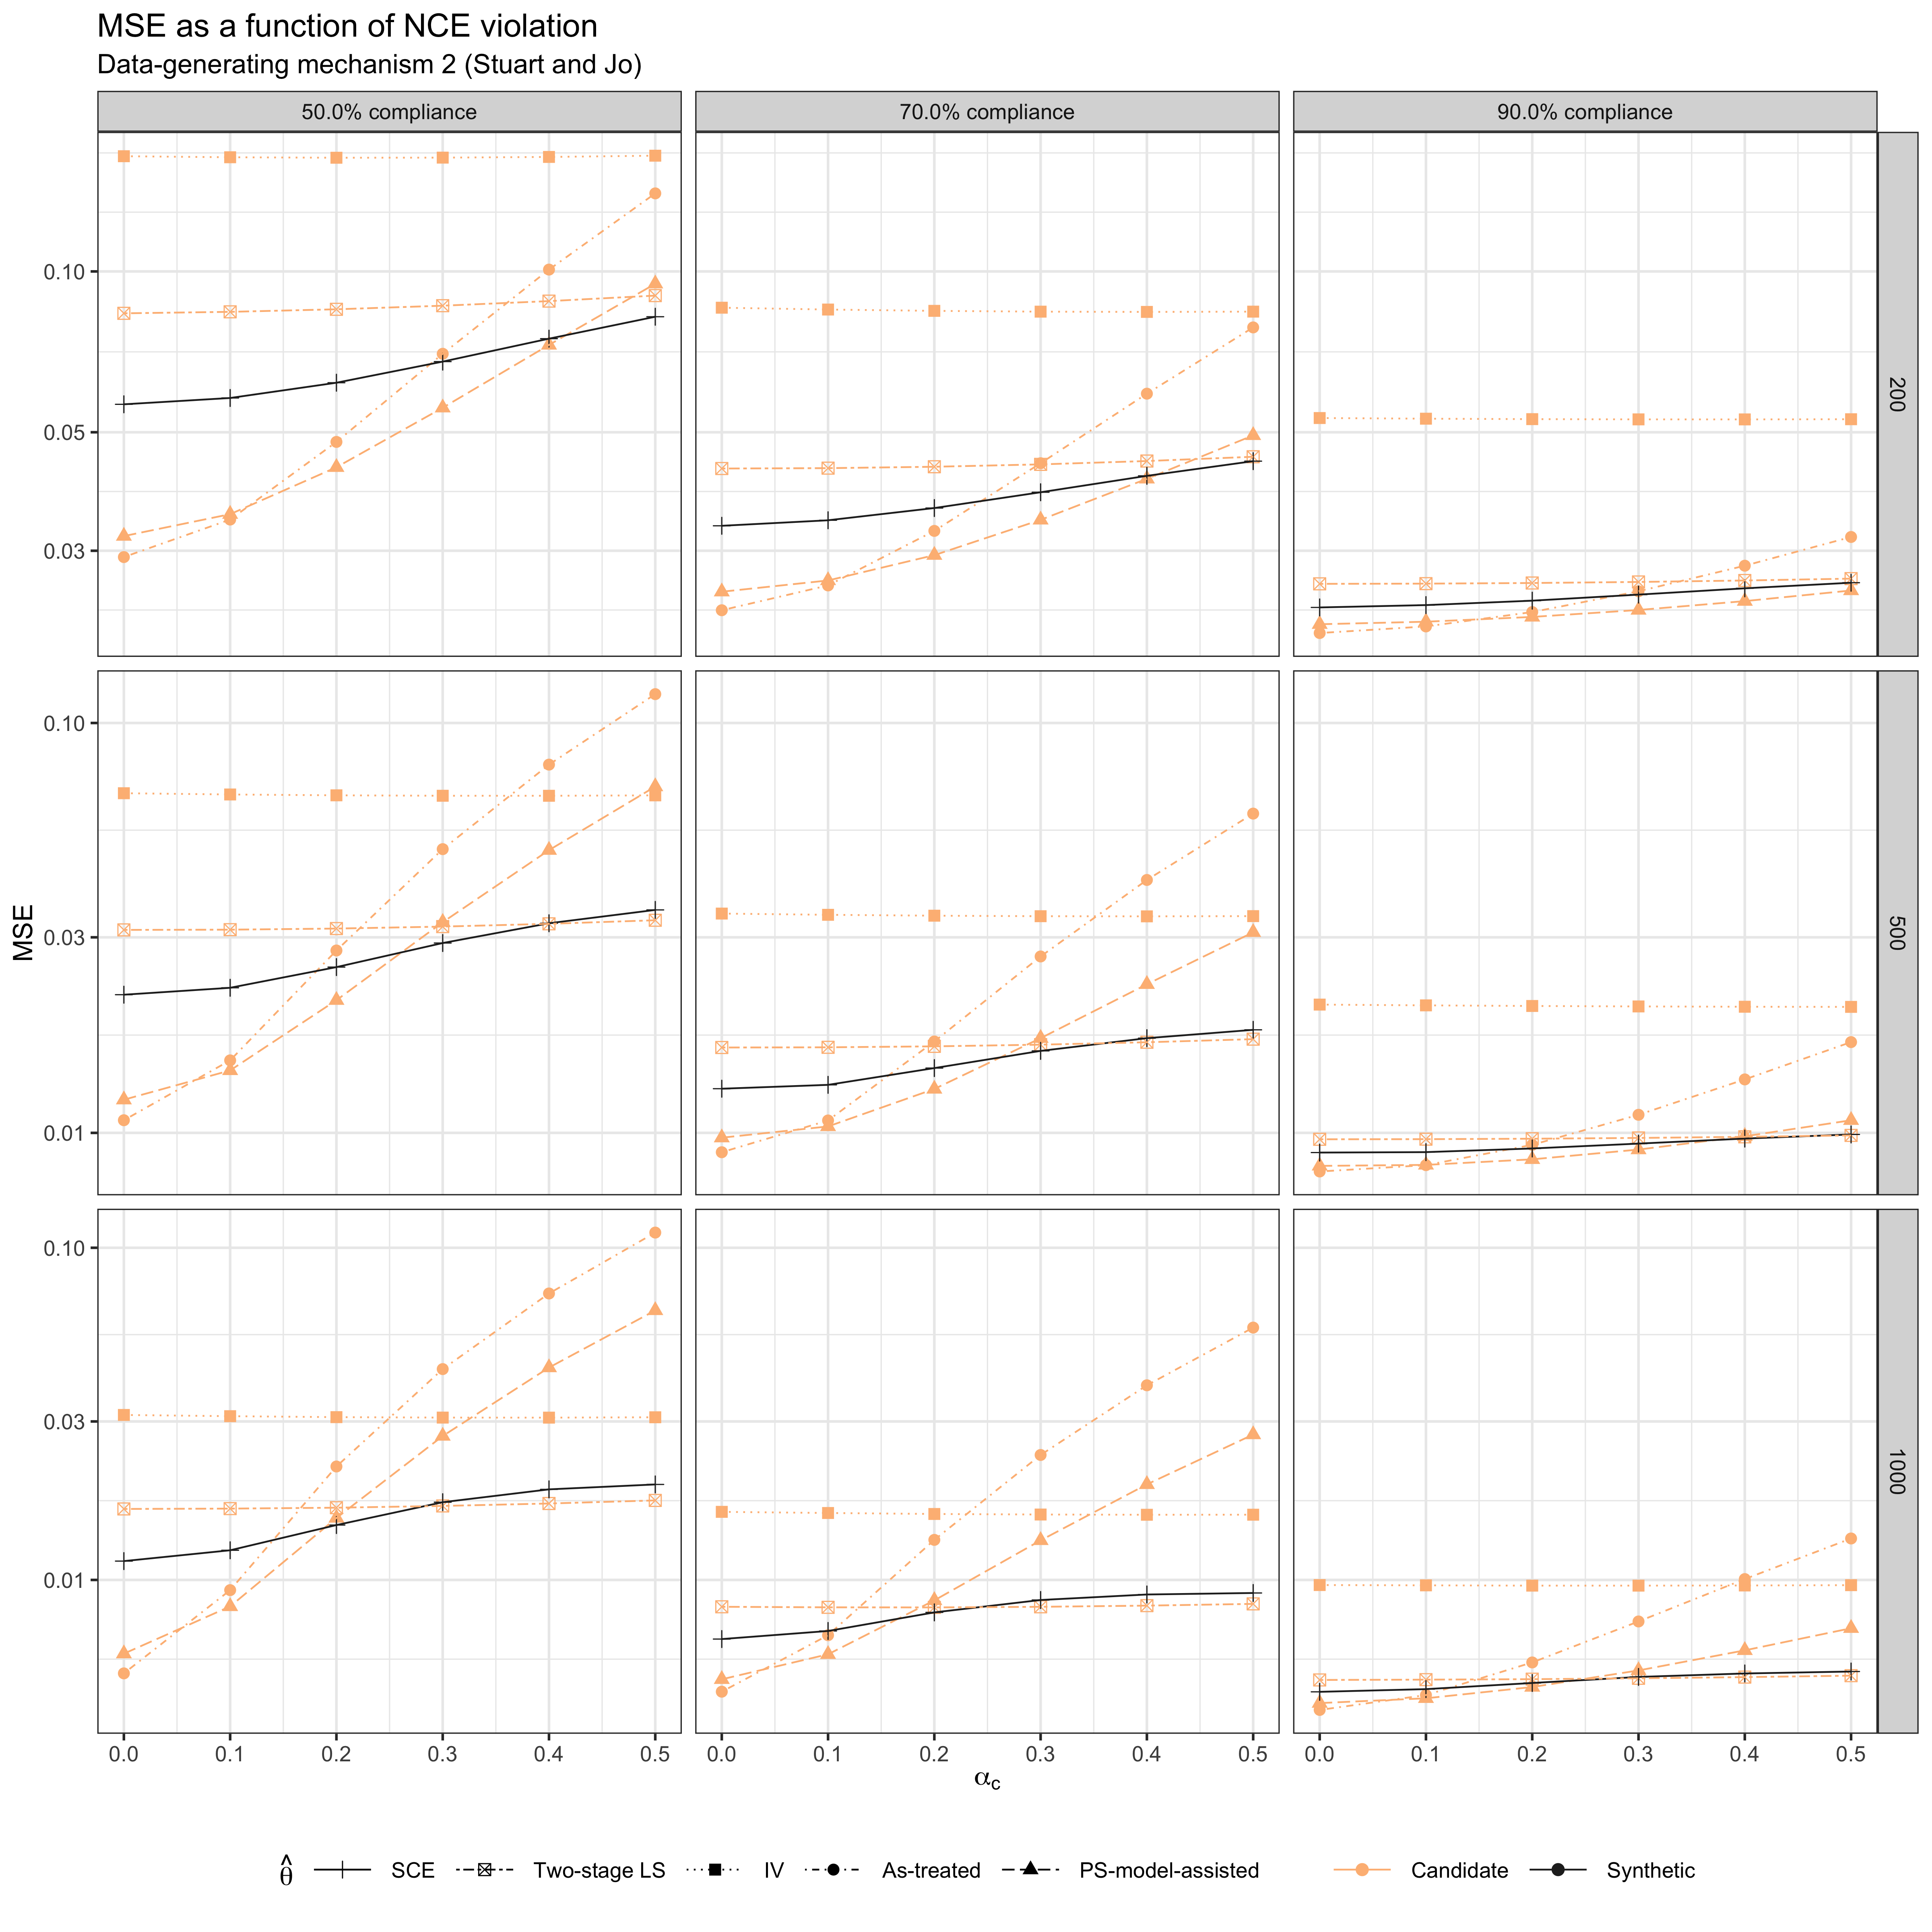 MSE as a function of NCE violation
Data-generating mechanism 2 (Stuart and Jo)
50.0% compliance 70.0% compliance 90.0% compliance
0.10
0.05
0.03
200
MSE
0.10
0.03
0.01
500
0.10
0.03
0.01
1000
0.0 0.1 0.2 0.3 0.4 0.5 0.0 0.1 0.2 0.3 0.4 0.5 0.0 0.1 0.2 0.3 0.4 0.5
αc
θ̂ SCE Two-stage LS IV As-treated PS-model-assisted Candidate Synthetic